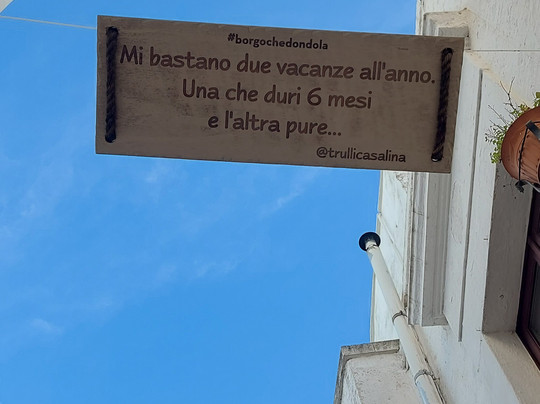 #borgochedondola
Mi bastano due vacanze all'anno.
Una che duri 6 mesi
e l'altra pure...
@trullicasalina